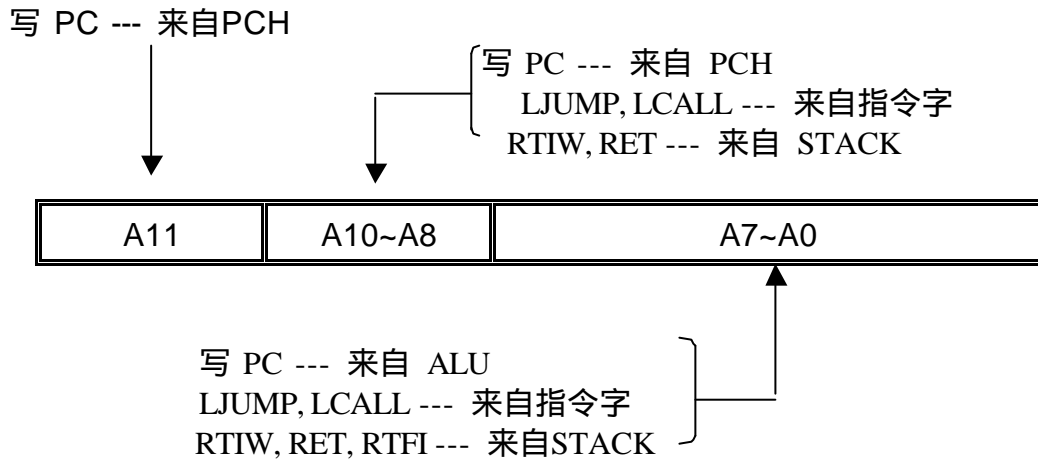 写 PC --- 来自PCH
写 PC --- 来自 PCH
LJUMP, LCALL --- 来自指令字
RTIW, RET --- 来自 STACK
A11
A10~A8
A7~A0
写 PC --- 来自 ALU
LJUMP, LCALL --- 来自指令字
RTIW, RET, RTFI --- 来自STACK